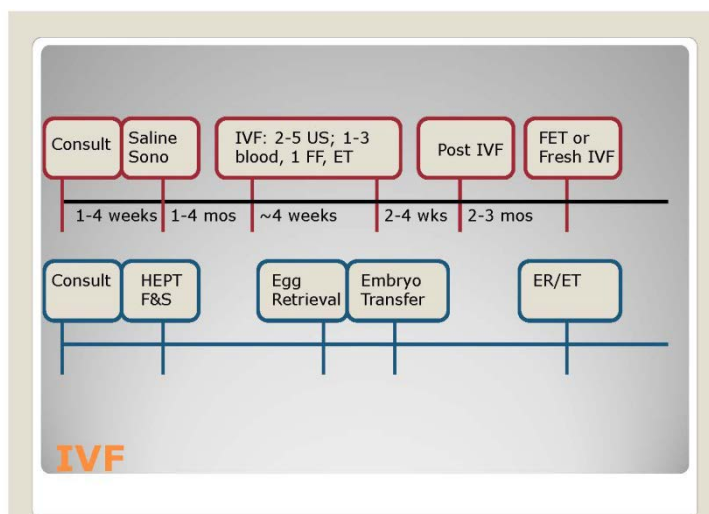 Consult
Saline
Sono
IVF: 2-5 US; 1-3
blood, 1 FF, ET
Post IVF
FET or
Fresh IVF
1-4 weeks
1-4 mos
~4 weeks
2-4 wks
2-3 mos
Consult
HEPT
F&S
Egg
Retrieval
Embryo
Transfer
ER/ET
IVF